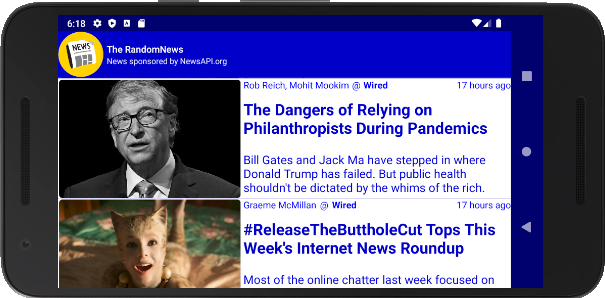 6:18
NEWS
The RandomNews
News sponsored by NewsAPI.org
Rob Reich, Mohit Mookim @ Wired 17 hours ago
The Dangers of Relying on
Philanthropists During Pandemics
Bill Gates and Jack Ma have stepped in where
Donald Trump has failed. But public health
shouldn't be dictated by the whims of the rich.
Graeme McMillan @ Wired 17 hours ago
#ReleaseTheButtholeCut Tops This
Week's Internet News Roundup
Most of the online chatter last week focused on